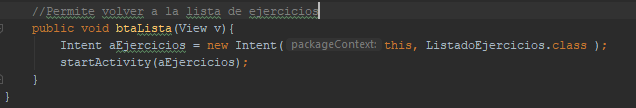 //Permite volver a la lista de ejercicios
public void btaLista(View v){
Intent aEjercicios = new Intent( packageContext: this, ListadoEjercicios.class );
startActivity(aEjercicios);
}
}